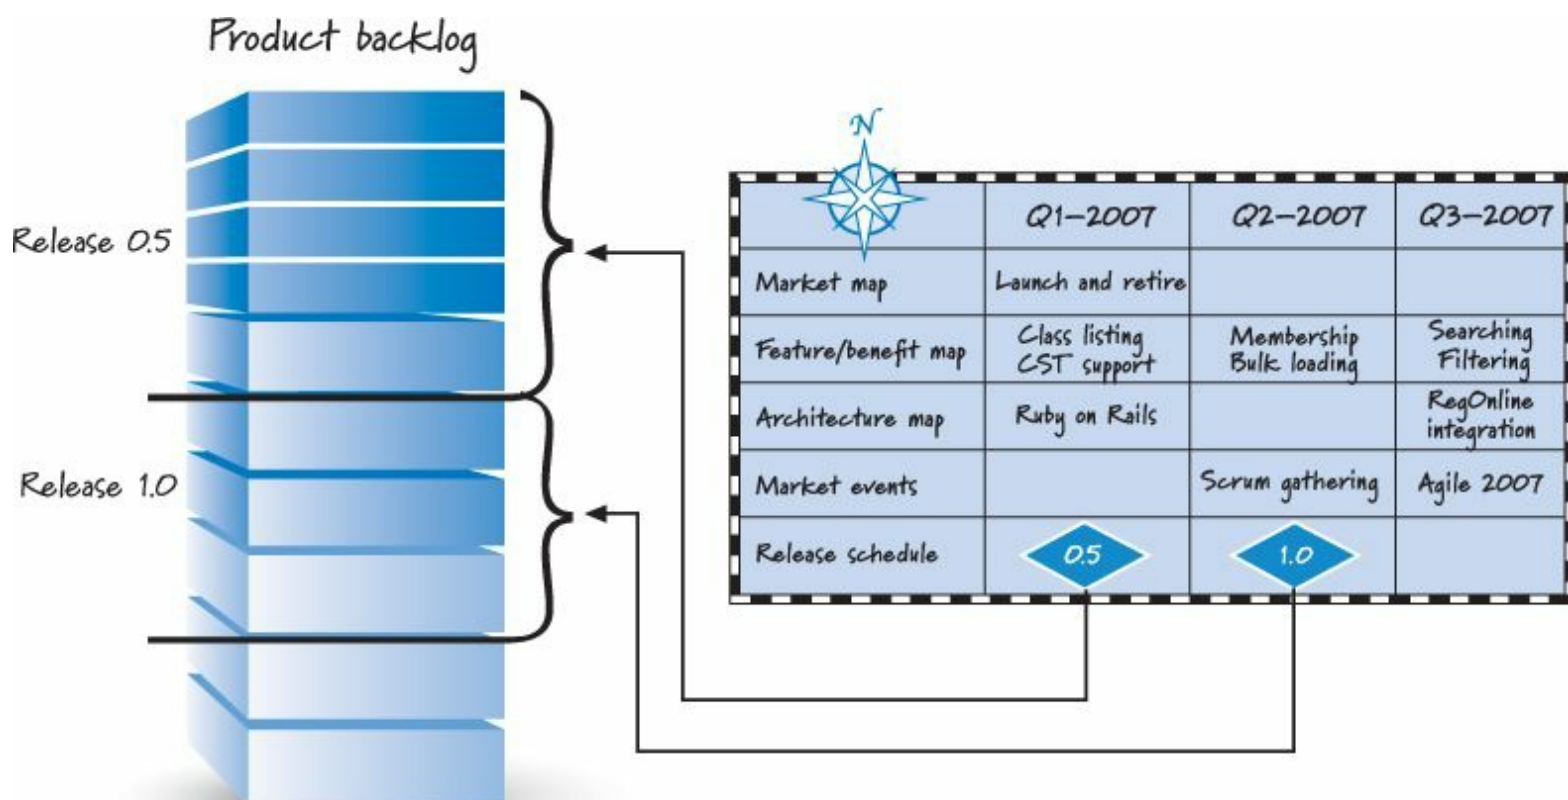 Product backlog
Release 0.5
Release 1.0
N
Q1–2007
Q2–2007
Q3–2007
Market map
Launch and retire
Feature/benefit map
Class listing
CST support
Membership
Bulk loading
Searching
Filtering
Architecture map
Ruby on Rails
RegOnline
integration
Market events
Scrum gathering
Agile 2007
Release schedule
0.5
1.0